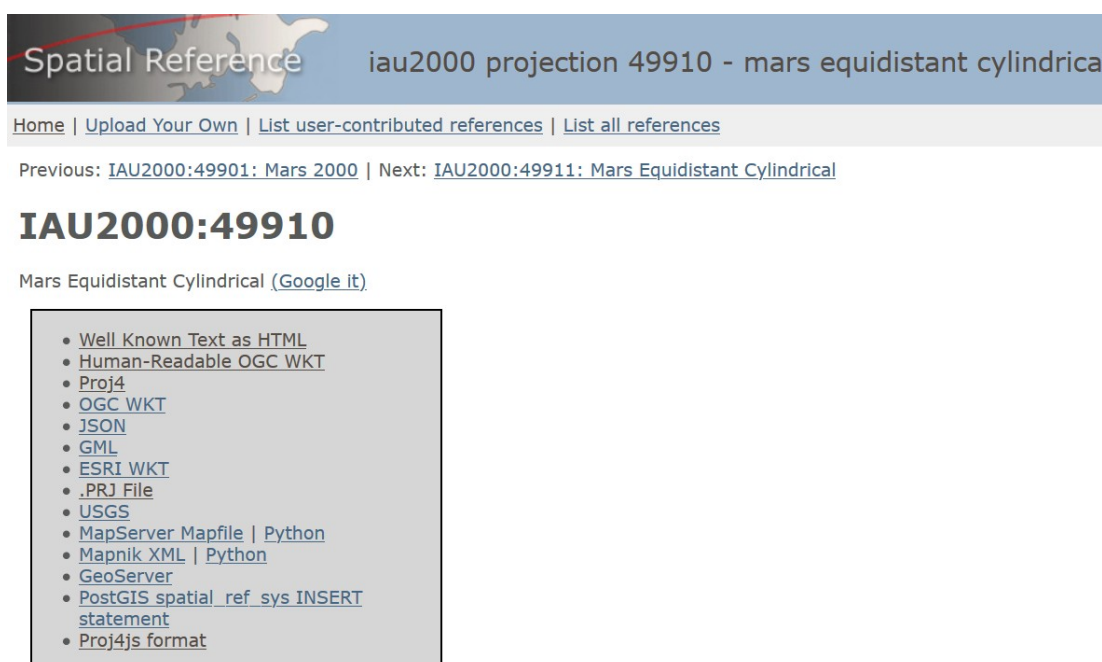 Spatial Reference
iau2000 projection 49910 - mars equidistant cylindrica
Home | Upload Your Own | List user-contributed references | List all references
Previous: IAU2000:49901: Mars 2000 | Next: IAU2000:49911: Mars Equidistant Cylindrical
IAU2000:49910
Mars Equidistant Cylindrical (Google it)
• Well Known Text as HTML
• Human-Readable OGC WKT
• Proj4
• OGC WKT
• JSON
• GML
• ESRI WKT
• .PRJ File
• USGS
• MapServer Mapfile | Python
• Mapnik XML | Python
• GeoServer
• PostGIS spatial_ref_sys INSERT
statement
• Proj4js format